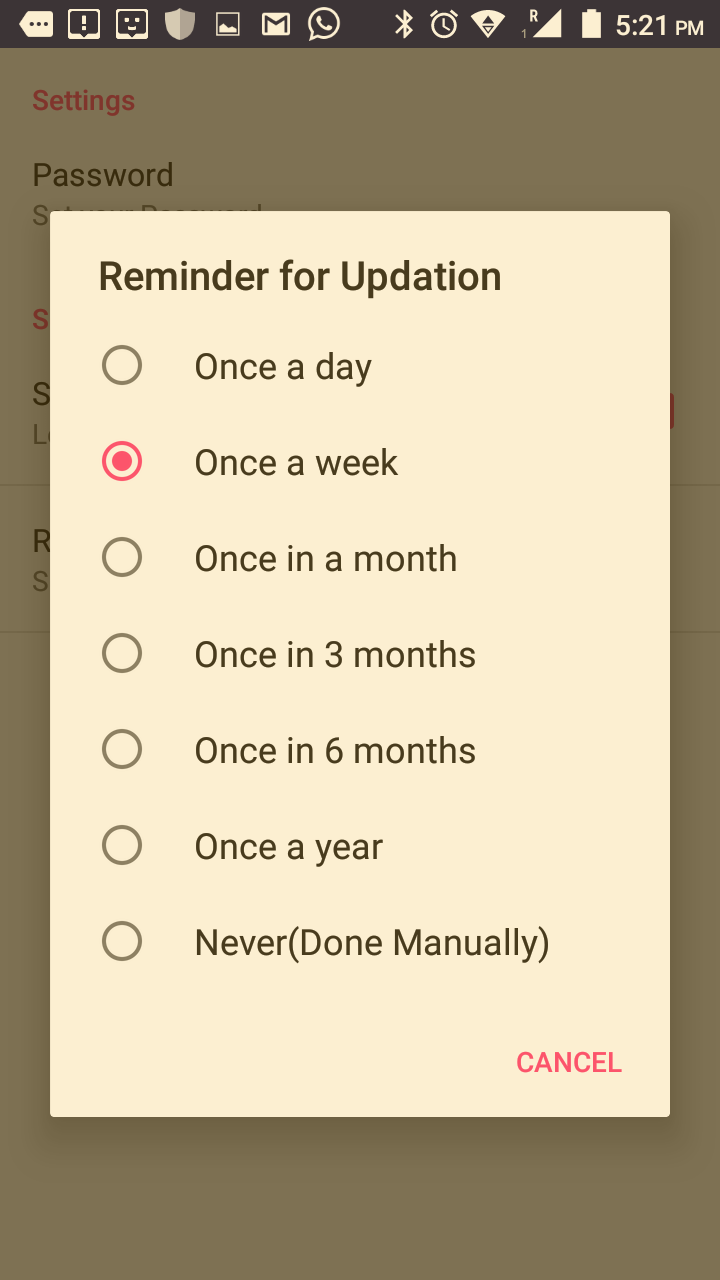 5:21 PM
R
1
Settings
Password
Reminder for Updation
Once a day
Once a week
Once in a month
Once in 3 months
Once in 6 months
Once a year
Never(Done Manually)
CANCEL